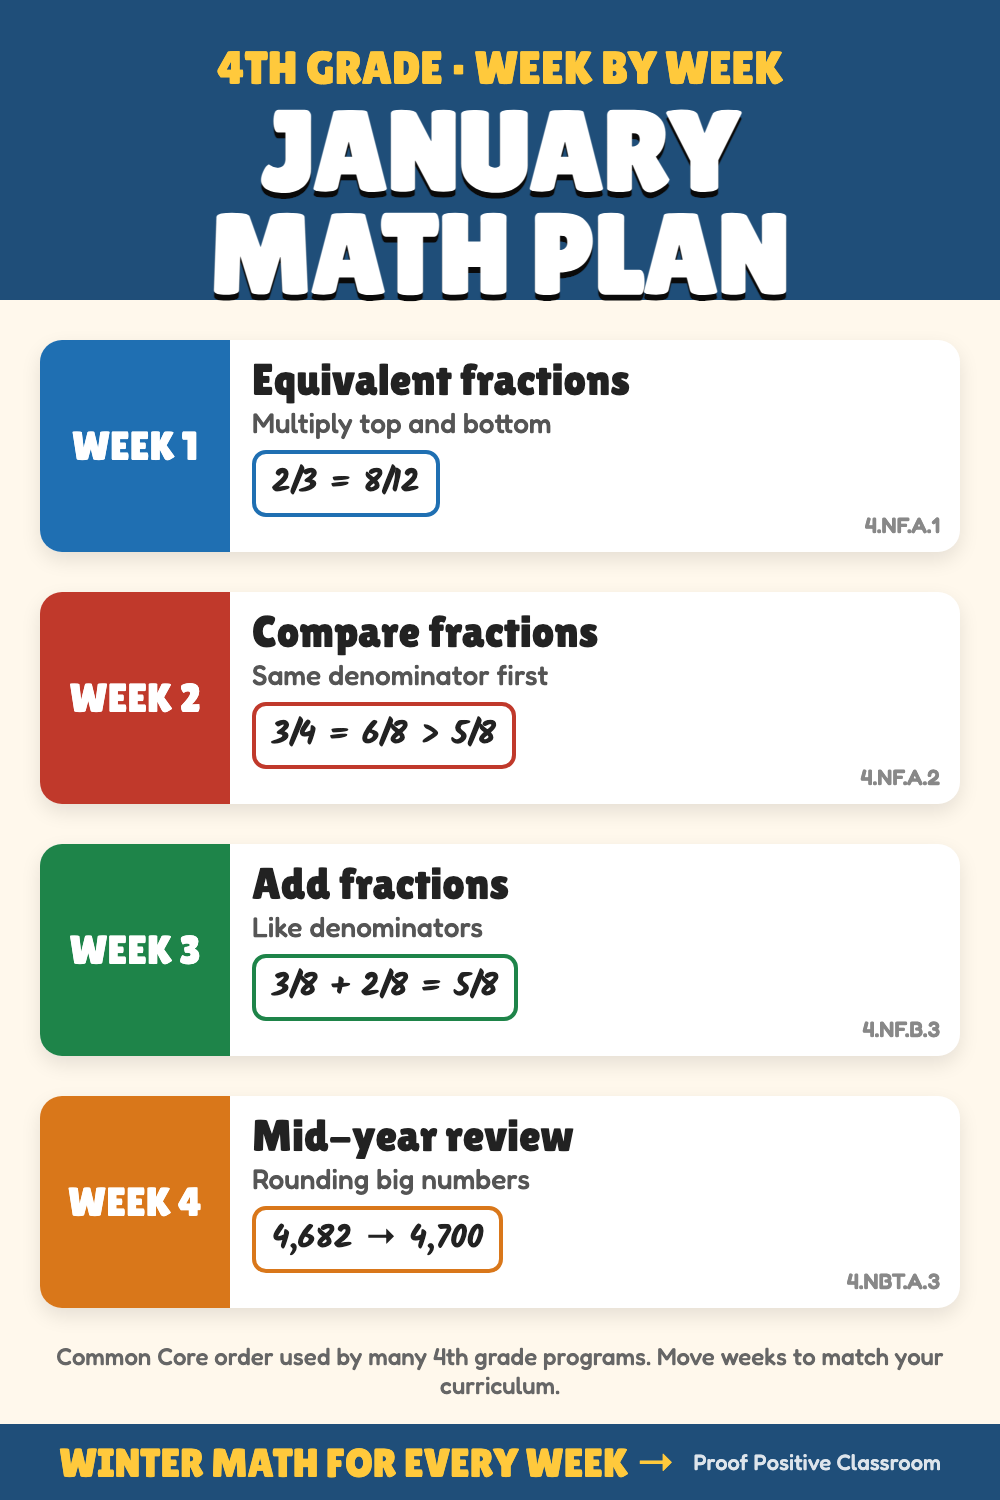 4TH GRADE · WEEK BY WEEK
JANUARY
MATH PLAN
WEEK 1
Equivalent fractions
Multiply top and bottom
2/3 = 8/12
4.NF.A.1
WEEK 2
Compare fractions
Same denominator first
3/4 = 6/8 > 5/8
4.NF.A.2
WEEK 3
Add fractions
Like denominators
3/8 + 2/8 = 5/8
4.NF.B.3
WEEK 4
Mid-year review
Rounding big numbers
4,682 → 4,700
4.NBT.A.3
Common Core order used by many 4th grade programs. Move weeks to match your
curriculum.
WINTER MATH FOR EVERY WEEK → Proof Positive Classroom